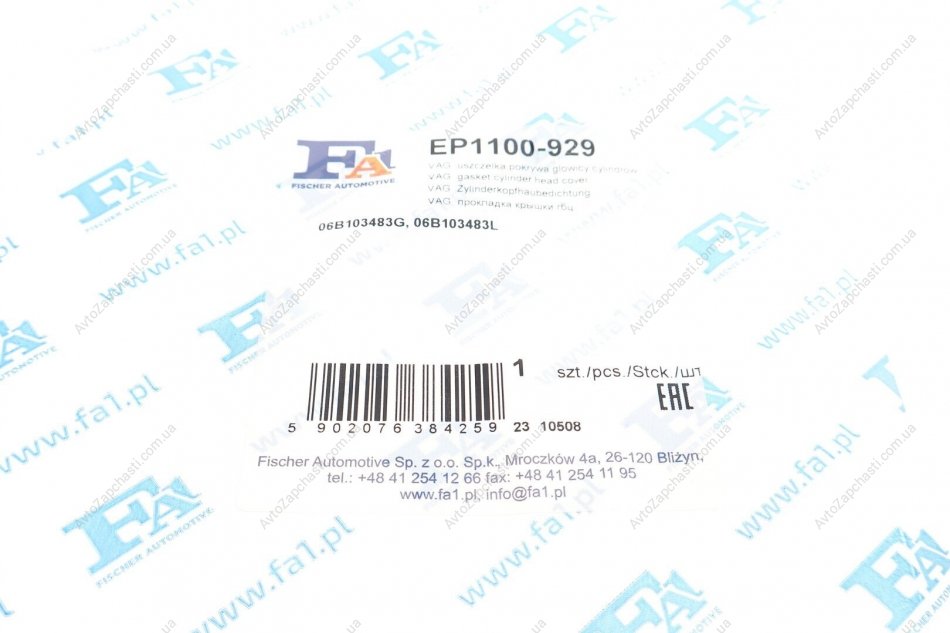 FA1
FISCHER AUTOMOTIVE
EP1100-929
VAG uszczelka pokrywa głowicy cylindrów
VAG gasket cylinder head cover
VAG Zylinderkopfhaubedichtung
VAG прокладка крышки гбц
06B103483G, 06B103483L
1 szt./pcs./Stck./шт
EAC
5 902076 384259 23 10508
Fischer Automotive Sp. z o.o. Sp.k., Mroczków 4a, 26-120 Bliżyn,
tel.: +48 41 254 12 66 fax: +48 41 254 11 95
www.fa1.pl, info@fa1.pl
www.fa1.pl
AvtoZapchasti.com.ua